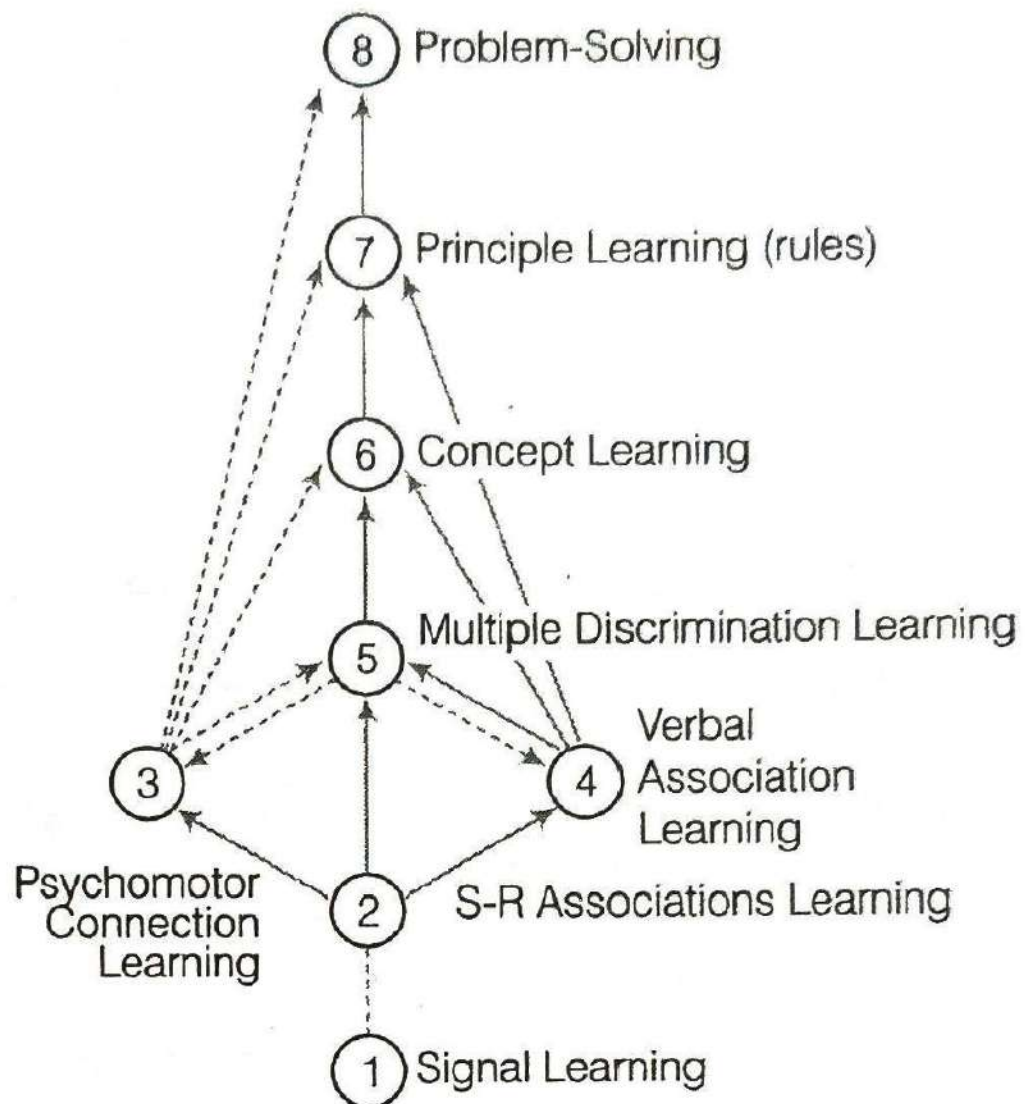 8 Problem-Solving
7 Principle Learning (rules)
6 Concept Learning
5 Multiple Discrimination Learning
3
4 Verbal
Association
Learning
Psychomotor
Connection
Learning
2 S-R Associations Learning
1 Signal Learning